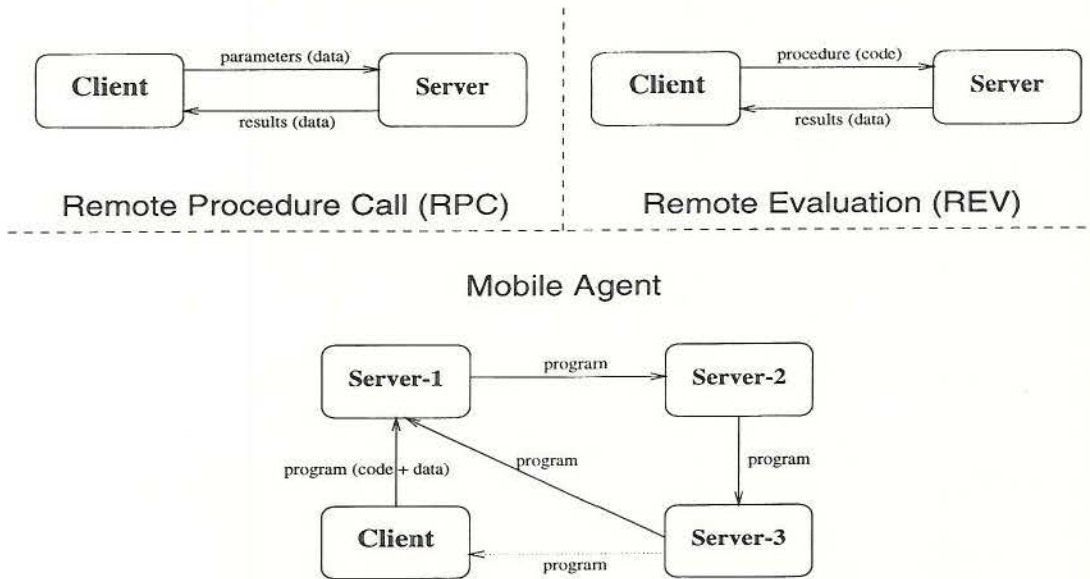 parameters (data)
Client
Server
results (data)
Remote Procedure Call (RPC)
procedure (code)
Client
Server
results (data)
Remote Evaluation (REV)
Mobile Agent
Server-1
program
Server-2
program (code + data)
program
program
Client
Server-3
program